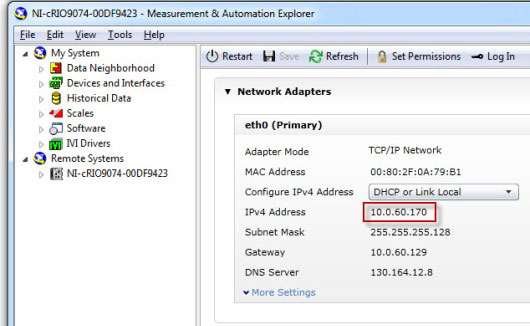 NI-cRIO9074-00DF9423 - Measurement & Automation Explorer
File Edit View Tools Help
My System
Data Neighborhood
Devices and Interfaces
Historical Data
Scales
Software
IVI Drivers
Remote Systems
NI-cRIO9074-00DF9423
Restart Save Refresh Set Permissions Log In
Network Adapters
eth0 (Primary)
Adapter Mode TCP/IP Network
MAC Address 00:80:2F:0A:79:B1
Configure IPv4 Address DHCP or Link Local
IPv4 Address 10.0.60.170
Subnet Mask 255.255.255.128
Gateway 10.0.60.129
DNS Server 130.164.12.8
More Settings